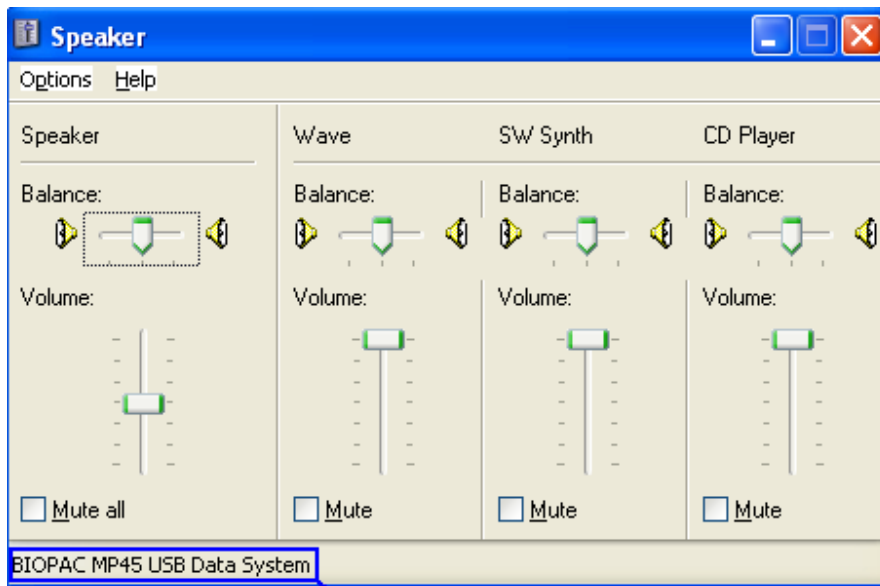 Speaker
Options Help
Speaker Wave SW Synth CD Player
Balance: Balance: Balance: Balance:
Volume: Volume: Volume: Volume:
Mute all Mute Mute Mute
BIOPAC MP45 USB Data System